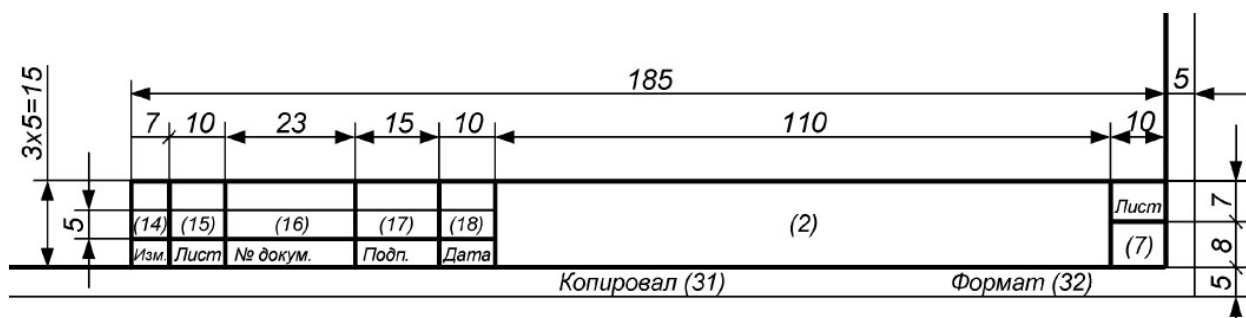 185 5
3x5=15
7 10 23 15 10 110 10
5
Лист 7
(14) (15) (16) (17) (18) (2)
Изм. Лист № докум. Подп. Дата (7) 8
Копировал (31) Формат (32) 5